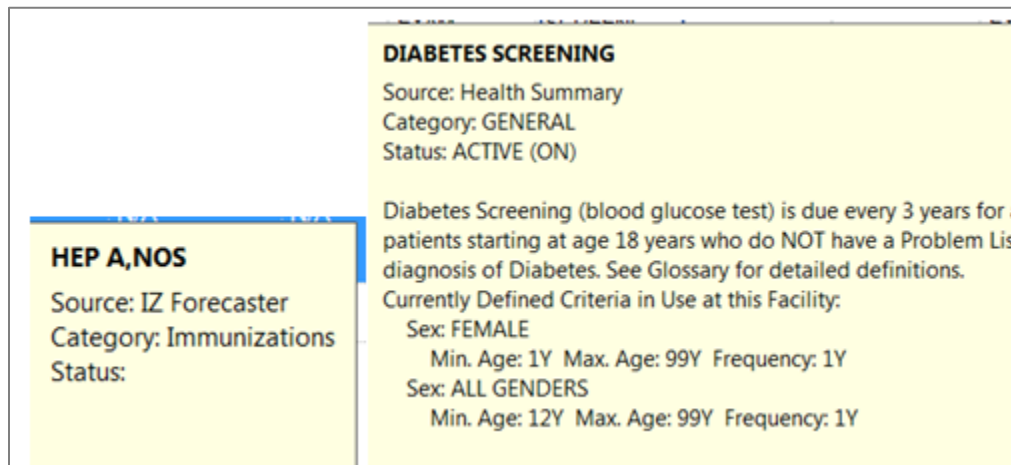 DIABETES SCREENING
Source: Health Summary
Category: GENERAL
Status: ACTIVE (ON)
Diabetes Screening (blood glucose test) is due every 3 years for
patients starting at age 18 years who do NOT have a Problem
diagnosis of Diabetes. See Glossary for detailed definitions.
Currently Defined Criteria in Use at this Facility:
Sex: FEMALE
Min. Age: 1Y Max. Age: 99Y Frequency: 1Y
Sex: ALL GENDERS
Min. Age: 12Y Max. Age: 99Y Frequency: 1Y
HEP A,NOS
Source: IZ Forecaster
Category: Immunizations
Status: